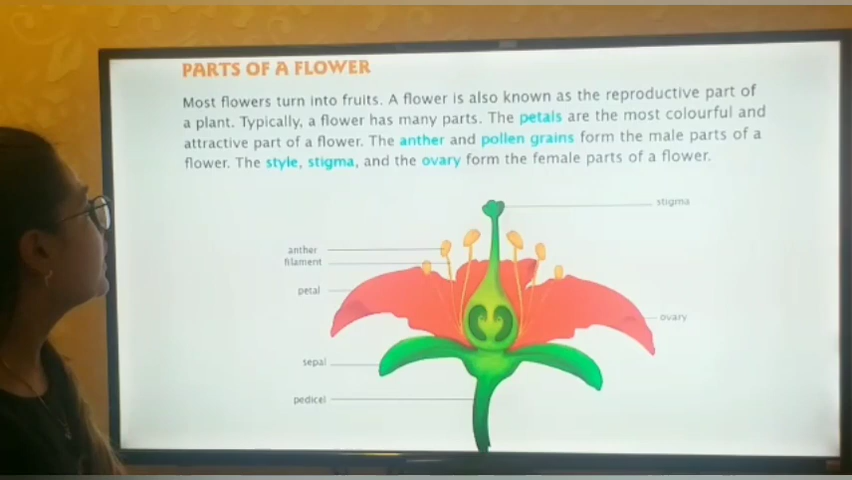 PARTS OF A FLOWER
Most flowers turn into fruits. A flower is also known as the reproductive part of
a plant. Typically, a flower has many parts. The petals are the most colourful and
attractive part of a flower. The anther and pollen grains form the male parts of a
flower. The style, stigma, and the ovary form the female parts of a flower.
stigma
anther
filament
petal
ovary
sepal
pedicel